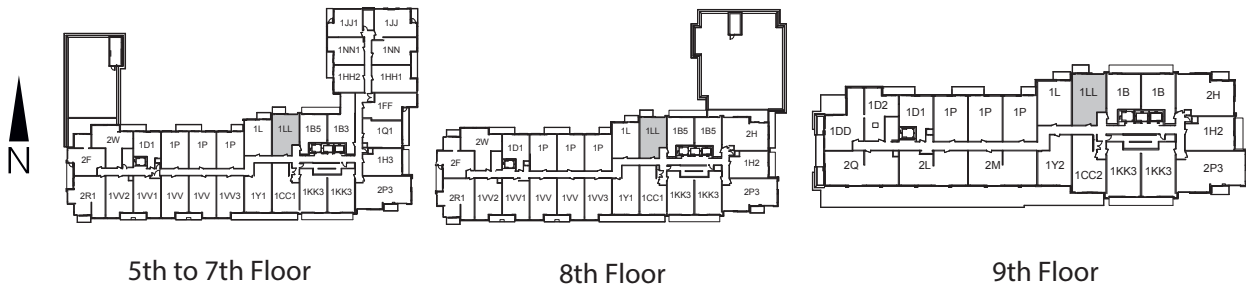 1JJ1 1JJ
1NN1 1NN
1HH2 1HH1
1FF
2W 1D1 1P 1P 1P 1L 1LL 1B5 1B3 1Q1
2F 1H3
2R1 1VV2 1VV1 1VV 1VV 1VV3 1Y1 1CC1 1KK3 1KK3 2P3
5th to 7th Floor
1L 1LL 1B5 1B5 2H
2W 1D1 1P 1P 1P
2F 1H2
2R1 1VV2 1VV1 1VV 1VV 1VV3 1Y1 1CC1 1KK3 1KK3 2P3
8th Floor
1L 1LL 1B 1B 2H
1D2 1D1 1P 1P 1P
1DD 1H2
2Q 2L 2M 1Y2 1CC2 1KK3 1KK3 2P3
9th Floor
N